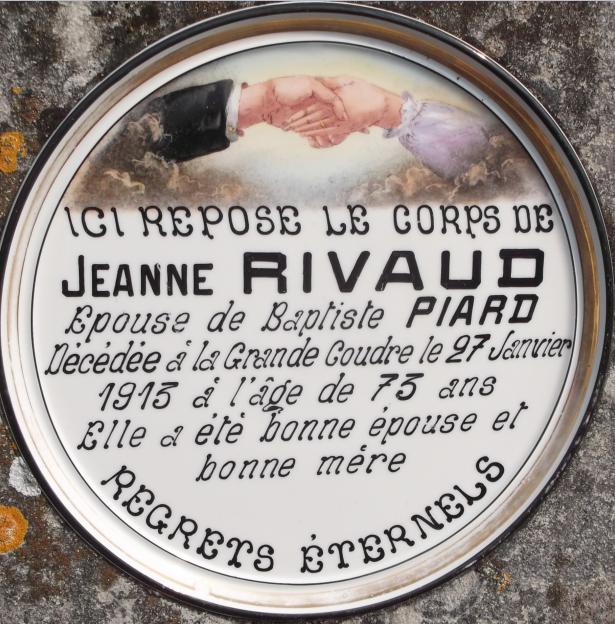 ICI REPOSE LE CORPS DE
JEANNE RIVAUD
Epouse de Baptiste PIARD
Décédée á la Grande Coudre le 27 Janvier
1913 á l'âge de 73 ans
Elle a été bonne épouse et
bonne mére
REGRETS ÉTERNELS